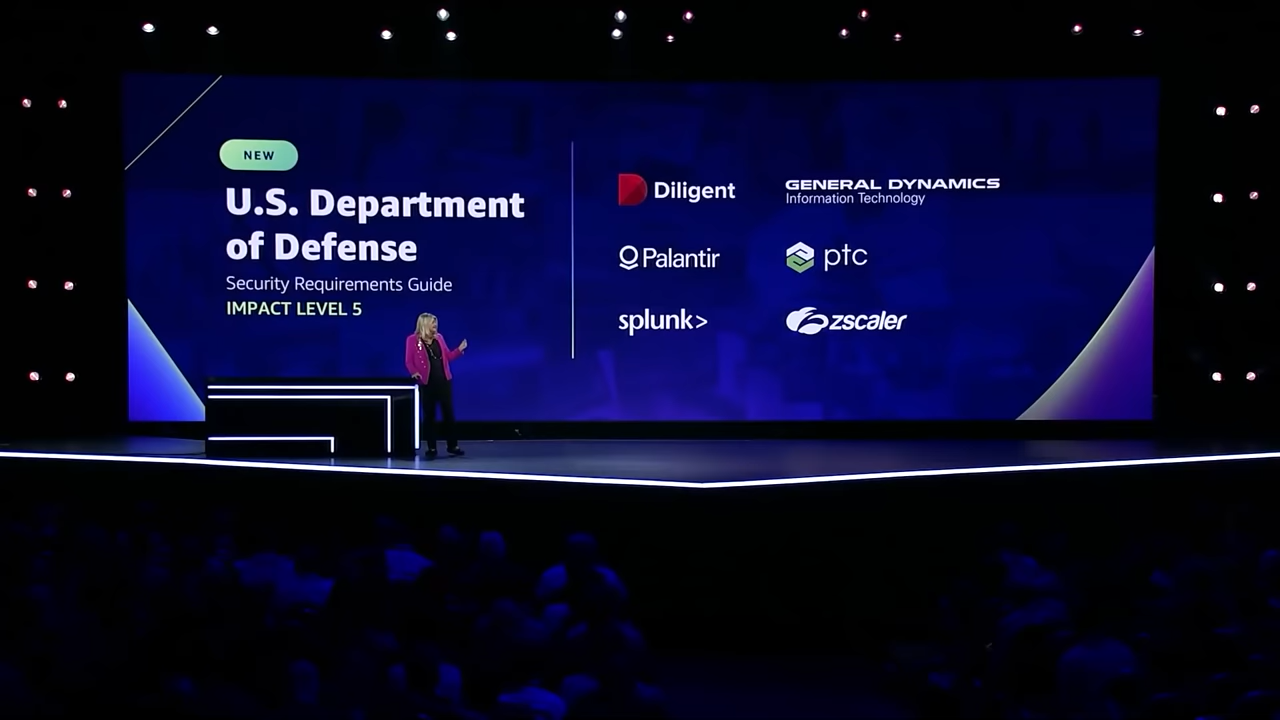 NEW
U.S. Department
of Defense
Security Requirements Guide
IMPACT LEVEL 5
Diligent
GENERAL DYNAMICS
Information Technology
Palantir
ptc
splunk>
zscaler